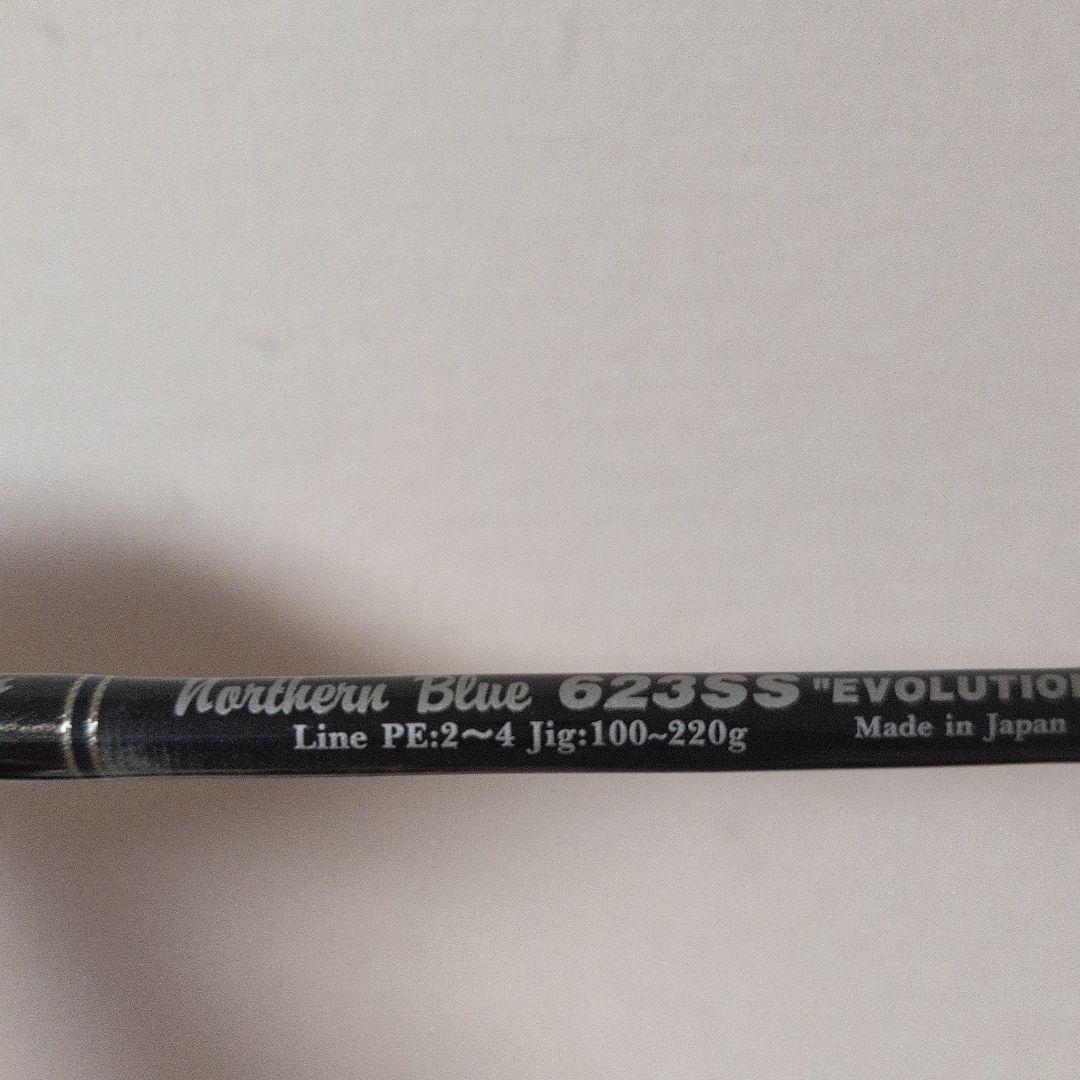 Northern Blue 623SS "EVOLUTION
Line PE:2〜4 Jig:100~220g
Made in Japan